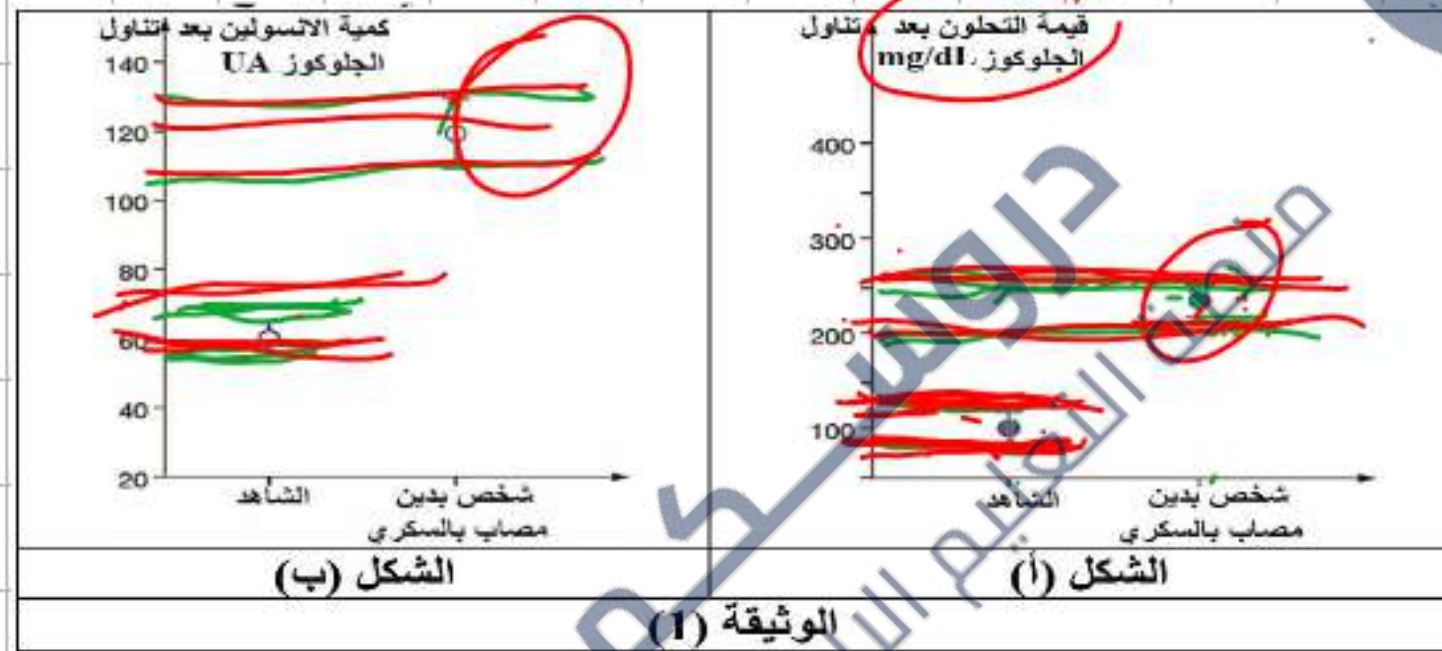 قيمة التحلون بعد تناول
الجلوكوز mg/dl
400
300
200
100
الشاهد
شخص بدين
مصاب بالسكري
الشكل (أ)
كمية الانسولين بعد تناول
الجلوكوز UA
140
120
100
80
60
40
20
الشاهد
شخص بدين
مصاب بالسكري
الشكل (ب)
الوثيقة (1)
منصة التعليم